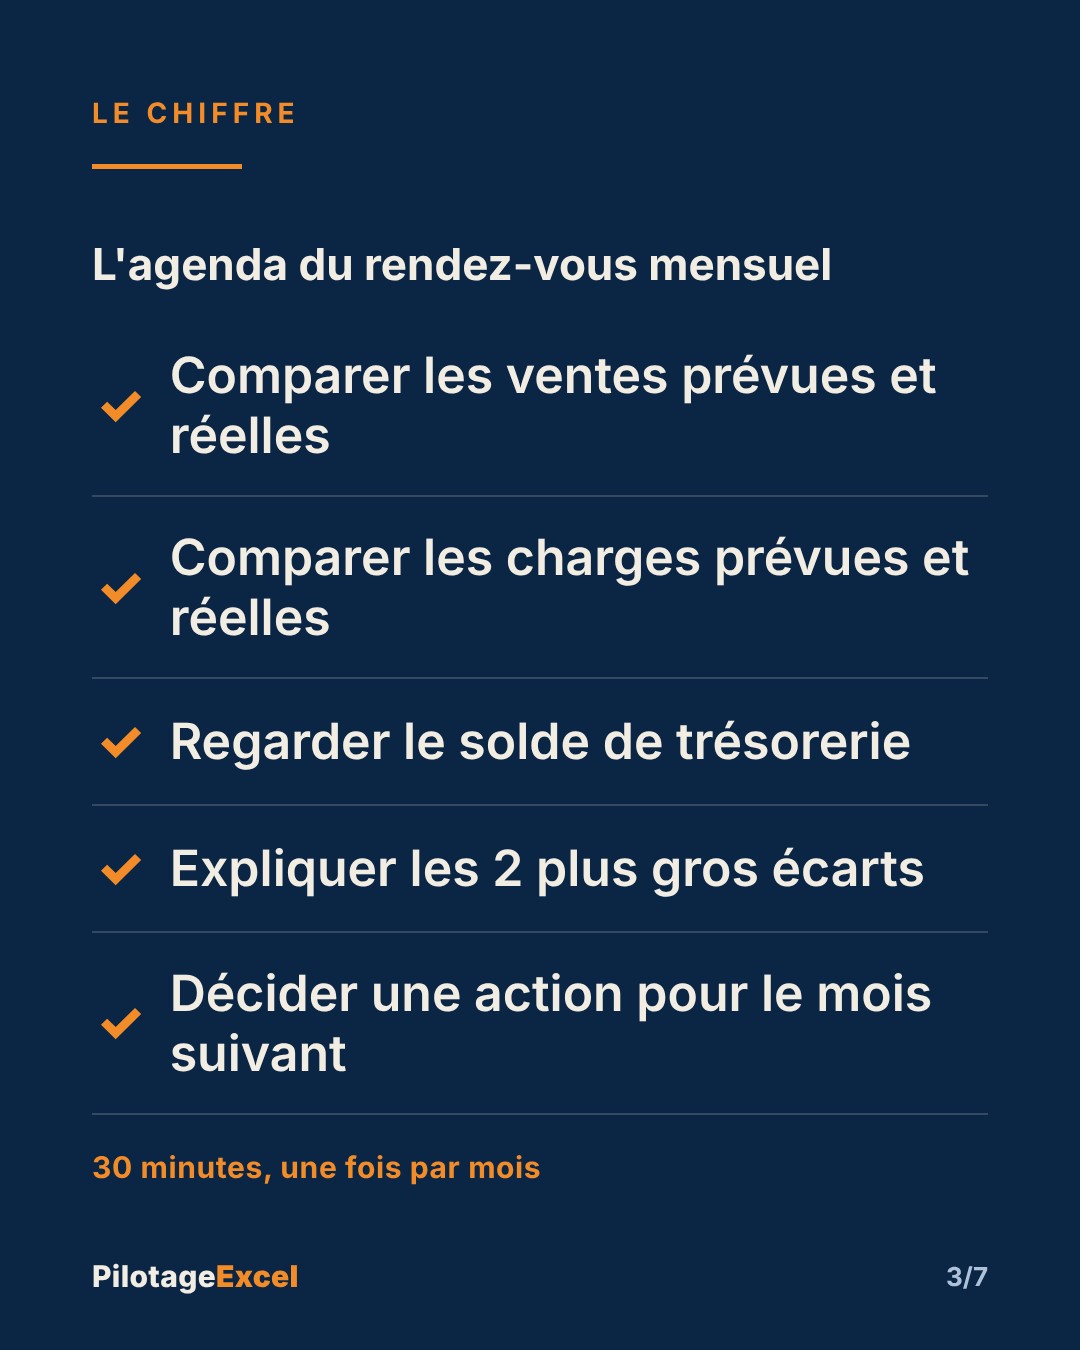 LE CHIFFRE
L'agenda du rendez-vous mensuel
Comparer les ventes prévues et
réelles
Comparer les charges prévues et
réelles
Regarder le solde de trésorerie
Expliquer les 2 plus gros écarts
Décider une action pour le mois
suivant
30 minutes, une fois par mois
PilotageExcel
3/7